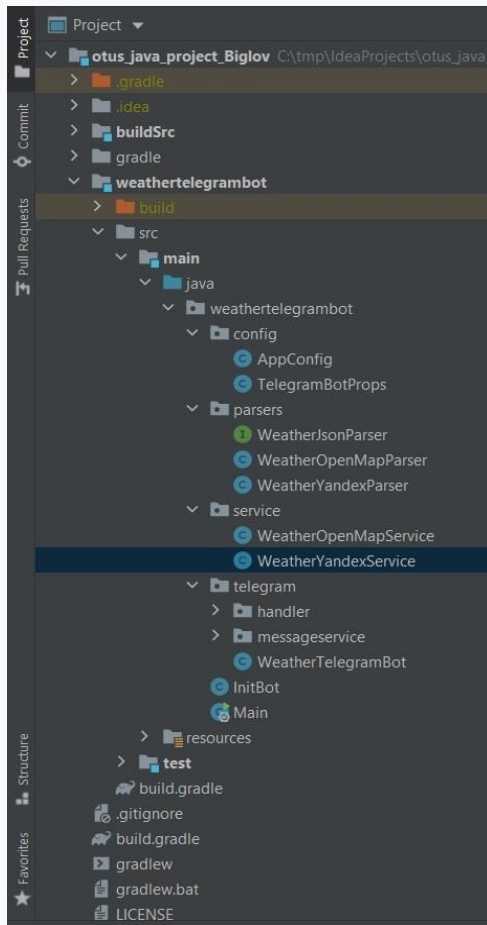 Project
Project
otus_java_project_Biglov C:\tmp\IdeaProjects\otus_java_
.gradle
.idea
buildSrc
gradle
weathertelegrambot
build
src
main
java
weathertelegrambot
config
AppConfig
TelegramBotProps
parsers
WeatherJsonParser
WeatherOpenMapParser
WeatherYandexParser
service
WeatherOpenMapService
WeatherYandexService
telegram
handler
messageservice
WeatherTelegramBot
InitBot
Main
resources
test
build.gradle
.gitignore
build.gradle
gradlew
gradlew.bat
LICENSE
Commit
Pull Requests
Structure
Favorites